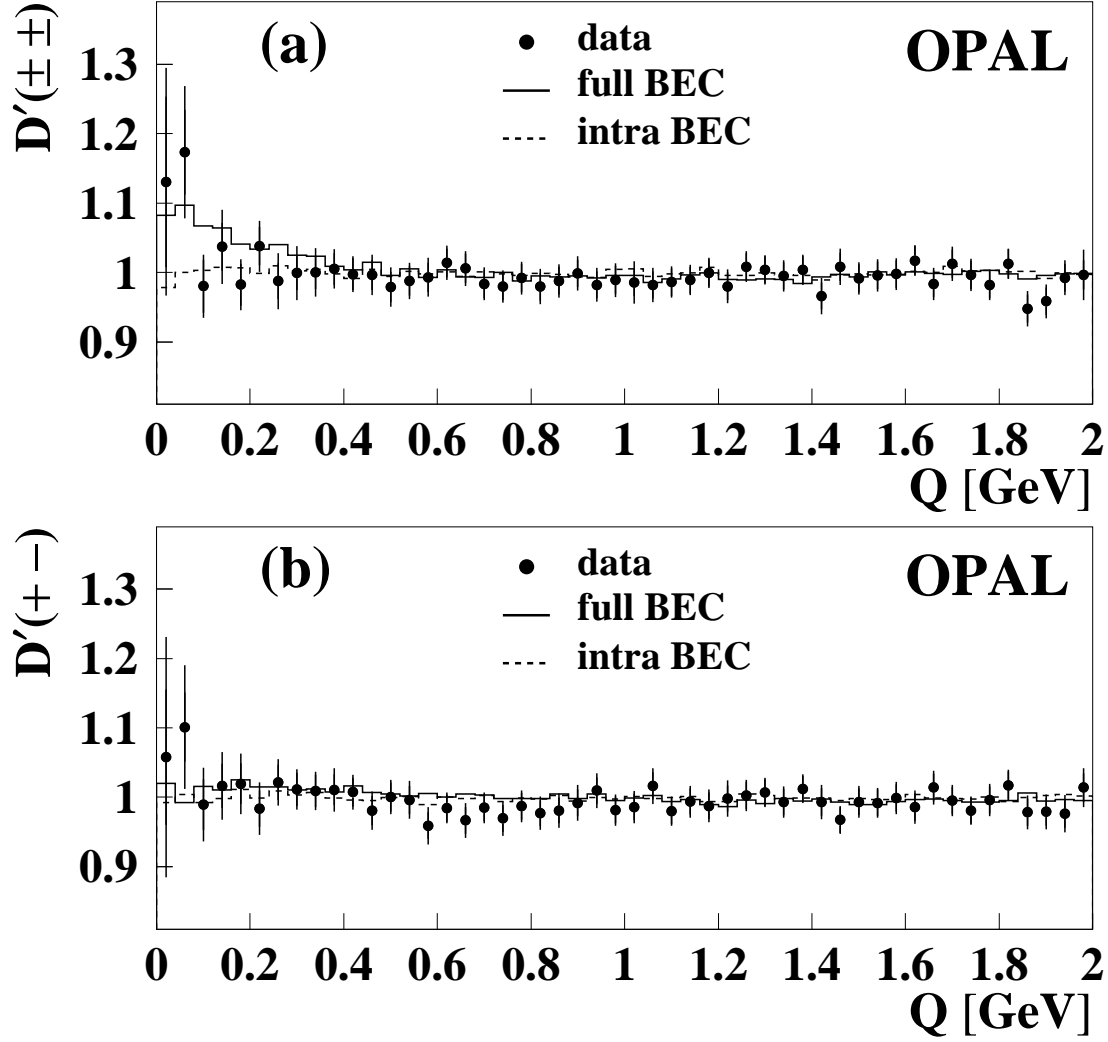 (a)
data
full BEC
intra BEC
OPAL
D′(± ±)
1.3
1.2
1.1
1
0.9
0 0.2 0.4 0.6 0.8 1 1.2 1.4 1.6 1.8 2
Q [GeV]
(b)
data
full BEC
intra BEC
OPAL
D′(+ −)
1.3
1.2
1.1
1
0.9
0 0.2 0.4 0.6 0.8 1 1.2 1.4 1.6 1.8 2
Q [GeV]